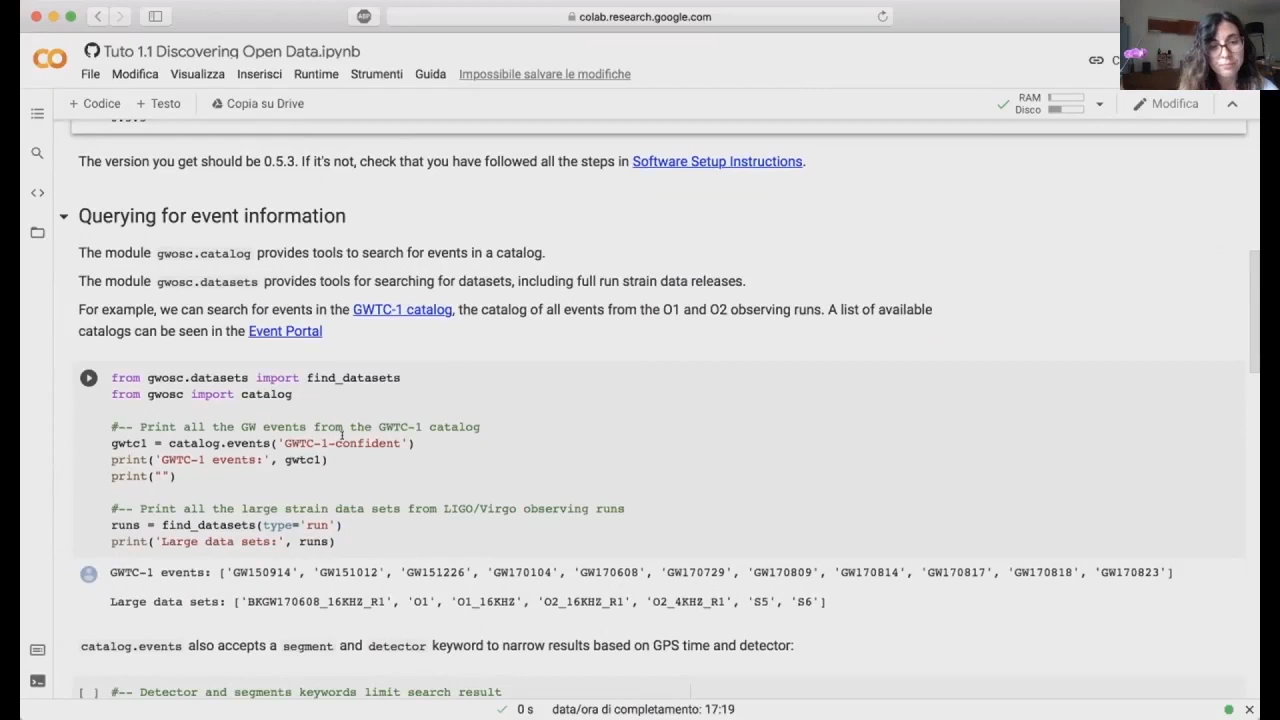 colab.research.google.com
Tuto 1.1 Discovering Open Data.ipynb
File Modifica Visualizza Inserisci Runtime Strumenti Guida Impossibile salvare le modifiche
+ Codice + Testo Copia su Drive
RAM
Disco
Modifica
The version you get should be 0.5.3. If it's not, check that you have followed all the steps in Software Setup Instructions.
Querying for event information
The module gwosc.catalog provides tools to search for events in a catalog.
The module gwosc.datasets provides tools for searching for datasets, including full run strain data releases.
For example, we can search for events in the GWTC-1 catalog, the catalog of all events from the O1 and O2 observing runs. A list of available
catalogs can be seen in the Event Portal
from gwosc.datasets import find_datasets
from gwosc import catalog
#-- Print all the GW events from the GWTC-1 catalog
gwtc1 = catalog.events('GWTC-1-confident')
print('GWTC-1 events:', gwtc1)
print("")
#-- Print all the large strain data sets from LIGO/Virgo observing runs
runs = find_datasets(type='run')
print('Large data sets:', runs)
GWTC-1 events: ['GW150914', 'GW151012', 'GW151226', 'GW170104', 'GW170608', 'GW170729', 'GW170809', 'GW170814', 'GW170817', 'GW170818', 'GW170823']
Large data sets: ['BKGW170608_16KHZ_R1', 'O1', 'O1_16KHZ', 'O2_16KHZ_R1', 'O2_4KHZ_R1', 'S5', 'S6']
catalog.events also accepts a segment and detector keyword to narrow results based on GPS time and detector:
[ ] #-- Detector and segments keywords limit search result
0 s data/ora di completamento: 17:19